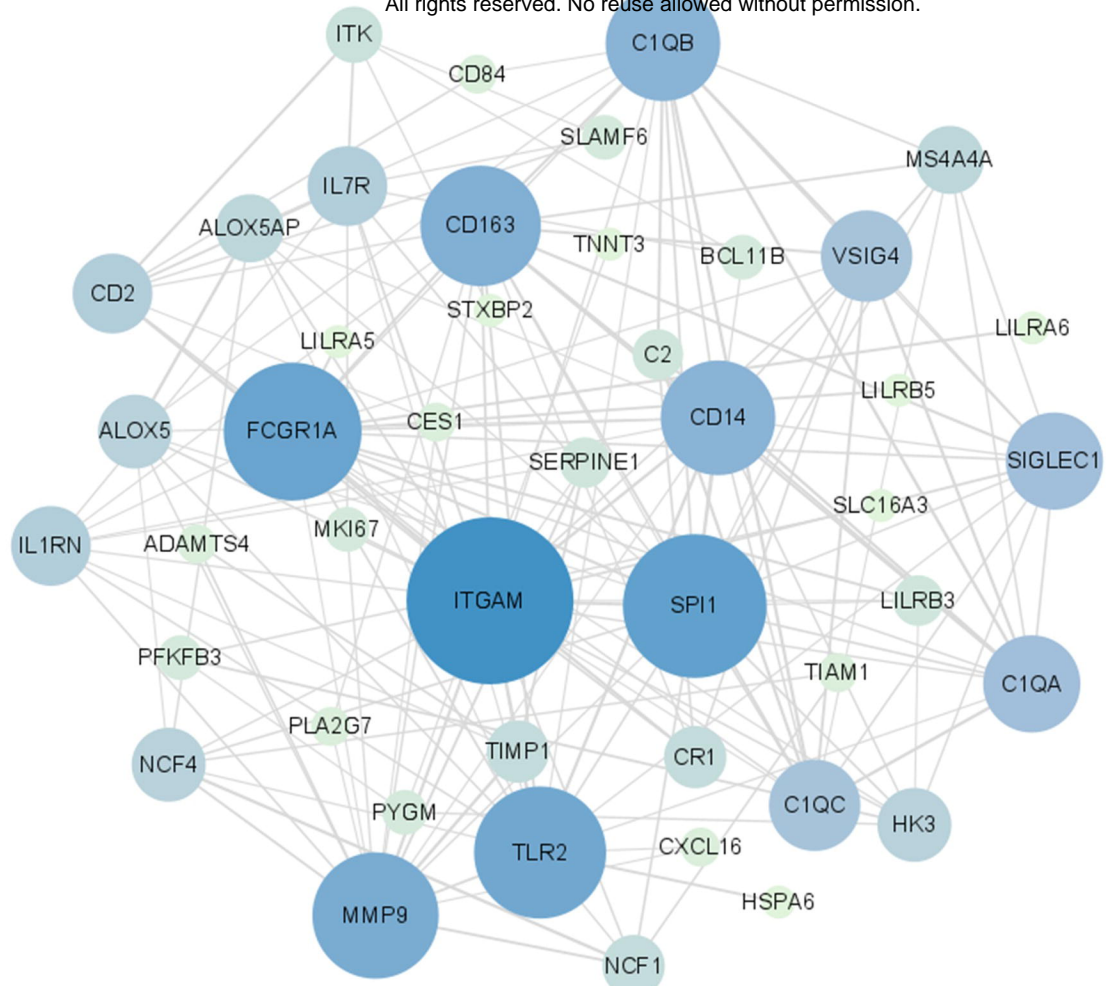 All rights reserved. No reuse allowed without permission.
ITK
C1QB
CD84
SLAMF6
MS4A4A
IL7R
ALOX5AP
CD163
TNNT3
BCL11B
VSIG4
CD2
STXBP2
LILRA5
LILRA6
C2
LILRB5
FCGR1A
CES1
CD14
ALOX5
SERPINE1
SIGLEC1
SLC16A3
MKI67
IL1RN
ADAMTS4
ITGAM
SPI1
LILRB3
PFKFB3
TIAM1
C1QA
PLA2G7
TIMP1
CR1
NCF4
C1QC
PYGM
HK3
TLR2
CXCL16
HSPA6
MMP9
NCF1